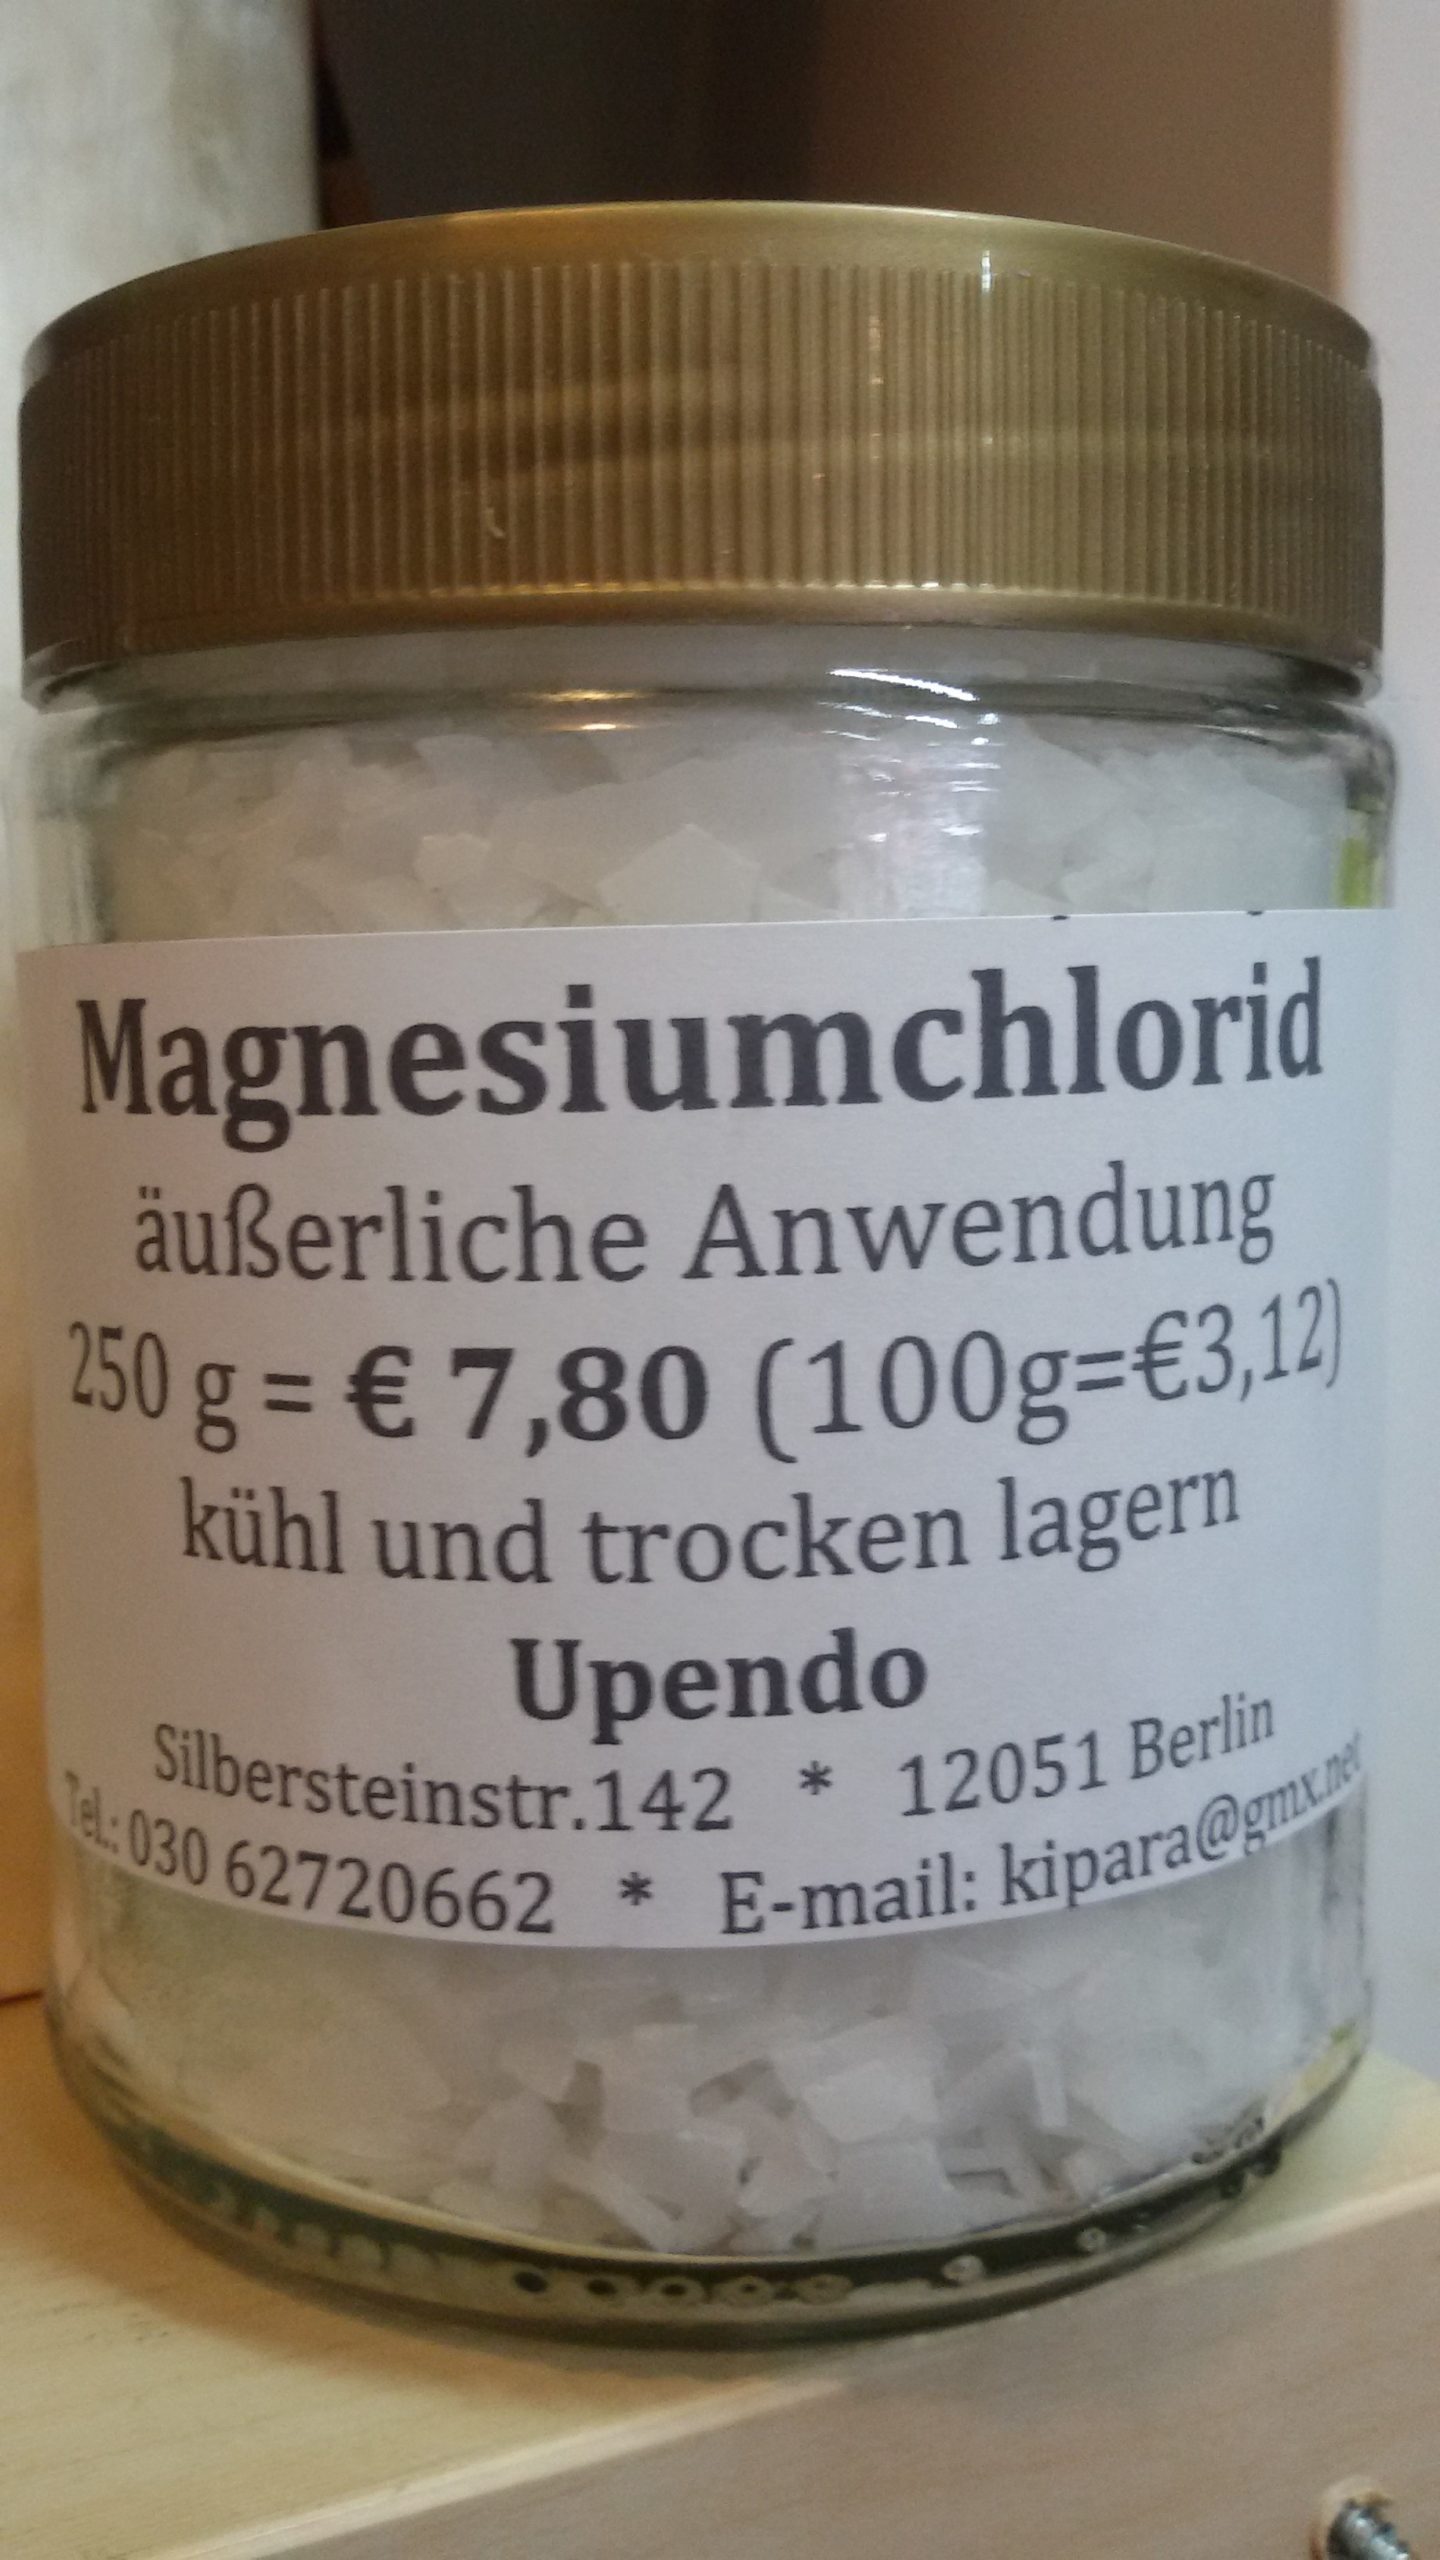 Magnesiumchlorid
äußerliche Anwendung
250 g = € 7,80 (100g=€3,12)
kühl und trocken lagern
Upendo
Silbersteinstr.142 * 12051 Berlin
Tel.: 030 62720662 * E-mail: kipara@gmx.net